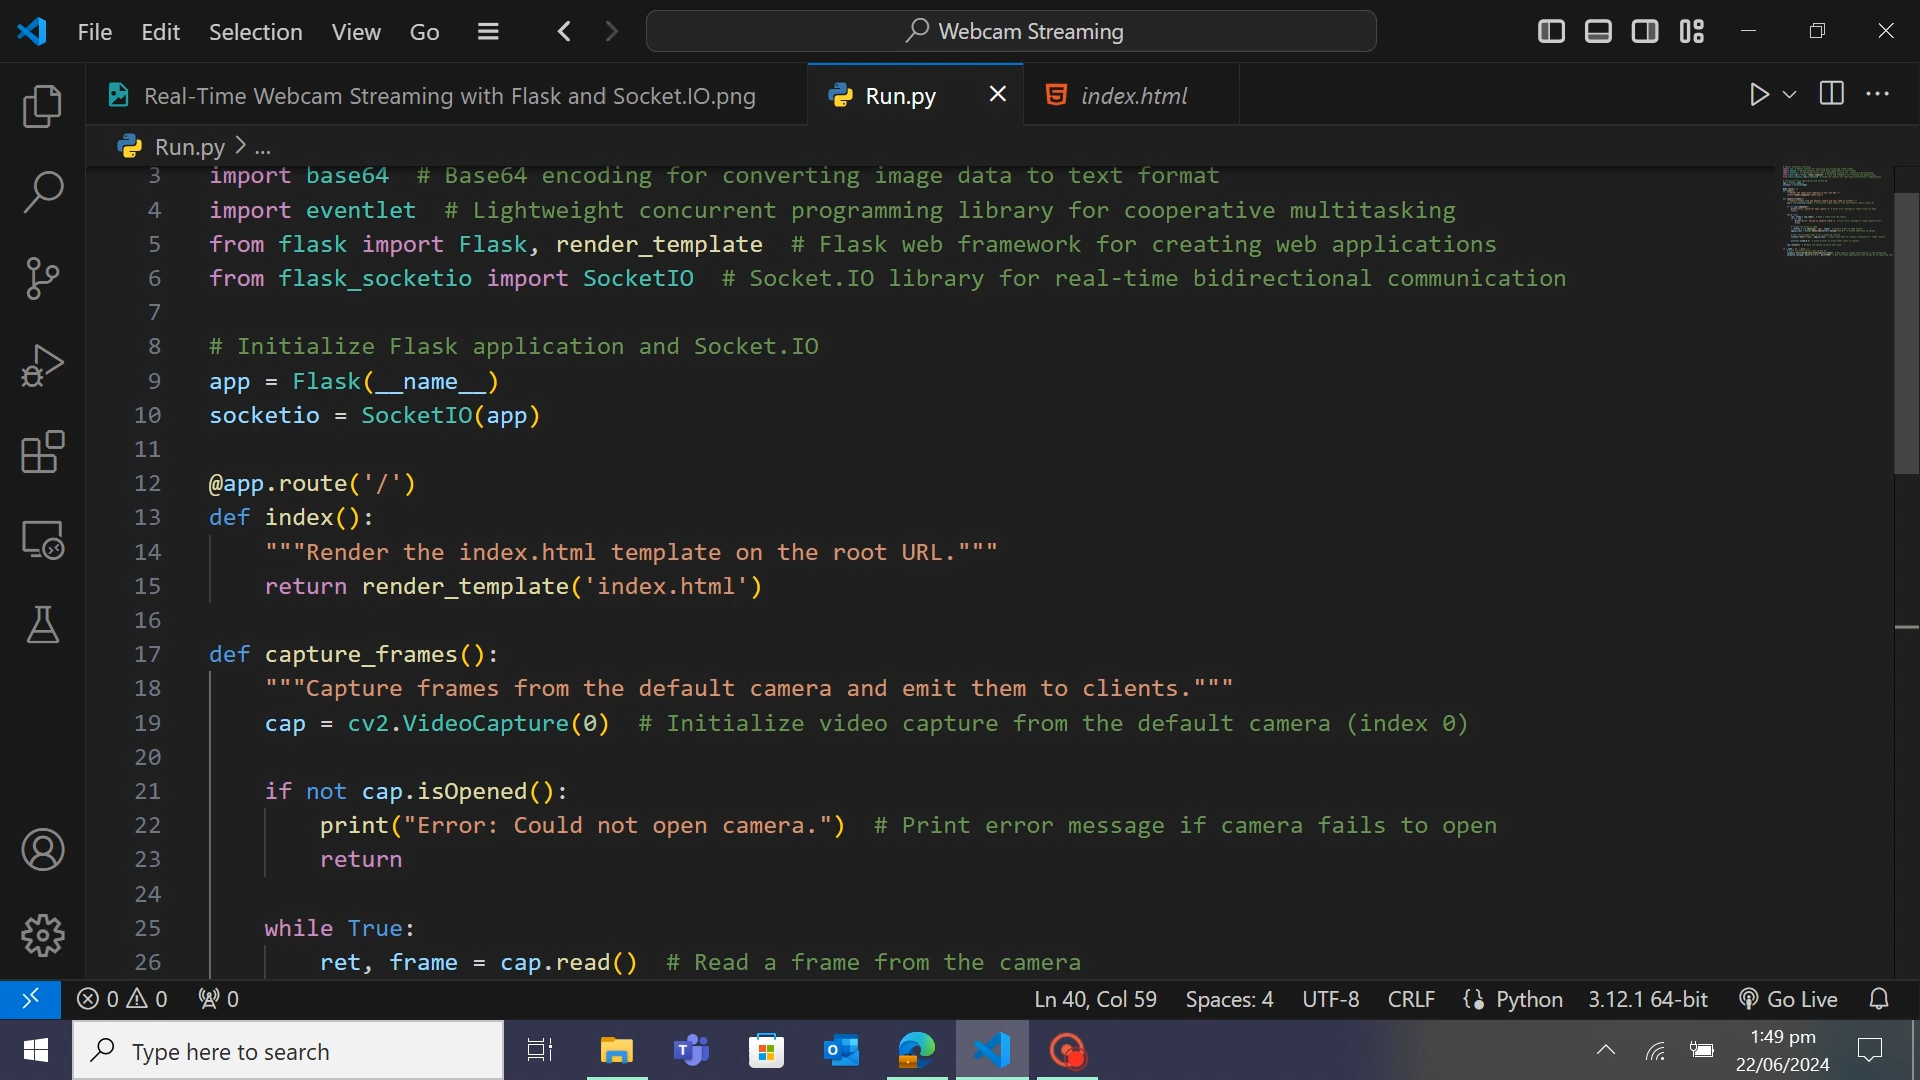 File Edit Selection View Go Webcam Streaming
Real-Time Webcam Streaming with Flask and Socket.IO.png Run.py index.html
Run.py > ...
3 import base64 # Base64 encoding for converting image data to text format
4 import eventlet # Lightweight concurrent programming library for cooperative multitasking
5 from flask import Flask, render_template # Flask web framework for creating web applications
6 from flask_socketio import SocketIO # Socket.IO library for real-time bidirectional communication
7
8 # Initialize Flask application and Socket.IO
9 app = Flask(__name__)
10 socketio = SocketIO(app)
11
12 @app.route('/')
13 def index():
14 """Render the index.html template on the root URL."""
15 return render_template('index.html')
16
17 def capture_frames():
18 """Capture frames from the default camera and emit them to clients."""
19 cap = cv2.VideoCapture(0) # Initialize video capture from the default camera (index 0)
20
21 if not cap.isOpened():
22 print("Error: Could not open camera.") # Print error message if camera fails to open
23 return
24
25 while True:
26 ret, frame = cap.read() # Read a frame from the camera
0 0 0 Ln 40, Col 59 Spaces: 4 UTF-8 CRLF Python 3.12.1 64-bit Go Live
Type here to search
1:49 pm
22/06/2024